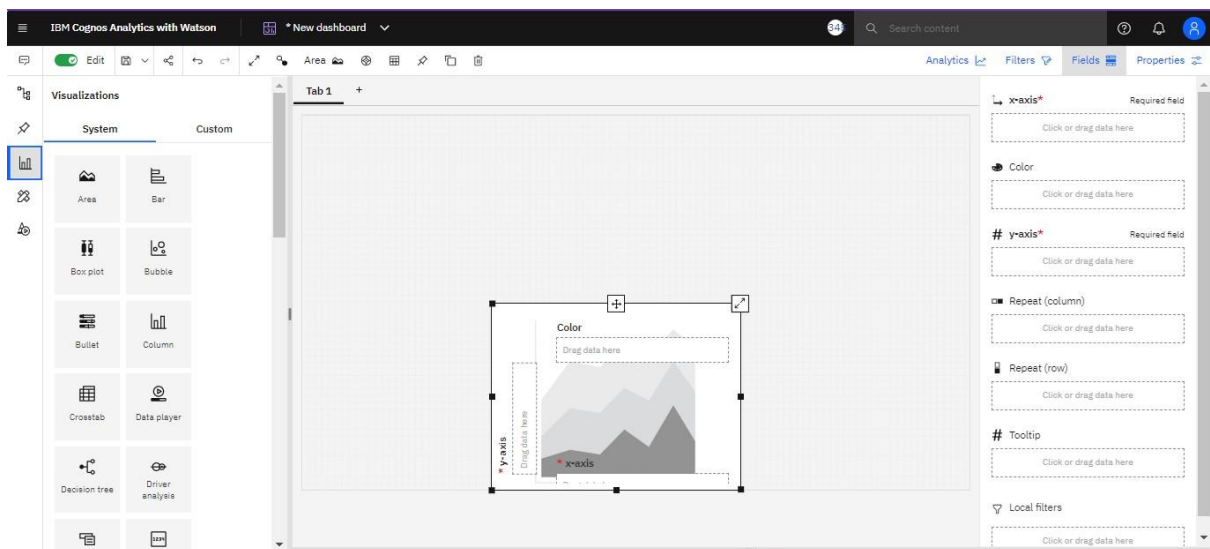 IBM Cognos Analytics with Watson
* New dashboard
Search content
Edit
Area
Analytics
Filters
Fields
Properties
Visualizations
System
Custom
Area
Bar
Box plot
Bubble
Bullet
Column
Crosstab
Data player
Decision tree
Driver
analysis
1234
Tab 1
+
Color
Drag data here
* y-axis
Drag data here
* x-axis
x-axis*
Required field
Click or drag data here
Color
Click or drag data here
# y-axis*
Required field
Click or drag data here
Repeat (column)
Click or drag data here
Repeat (row)
Click or drag data here
# Tooltip
Click or drag data here
Local filters
Click or drag data here